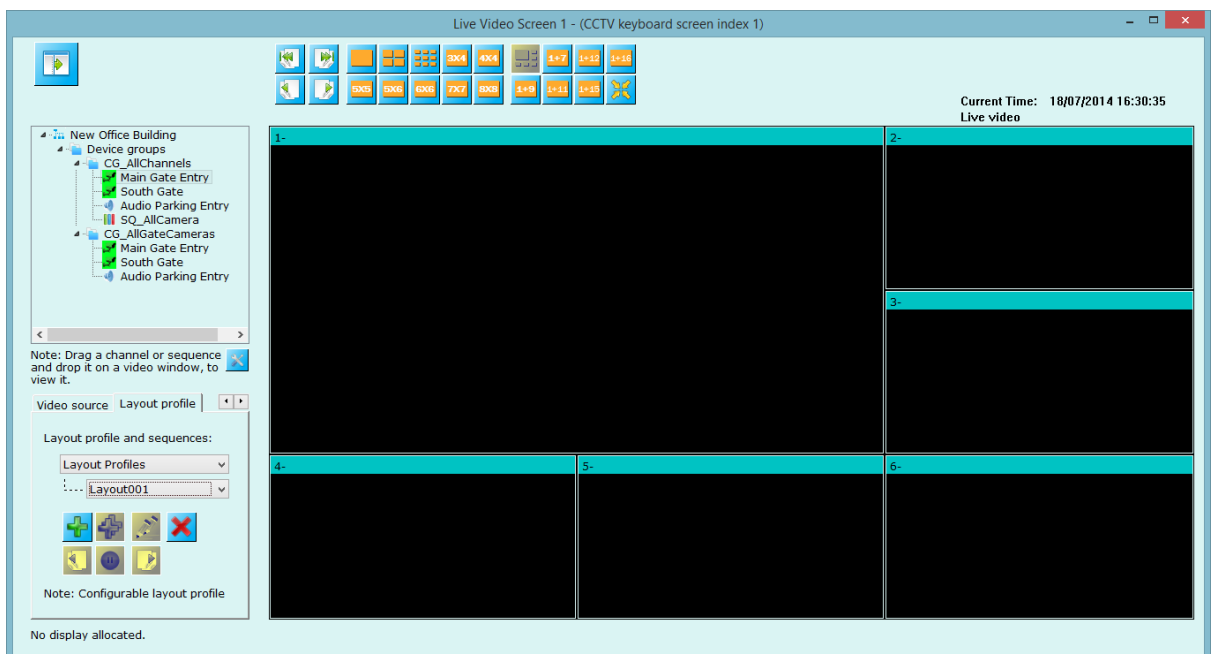 Live Video Screen 1 - (CCTV keyboard screen index 1)
3X4 4X4 1+7 1+12 1+16
5X5 5X6 6X6 7X7 8X8 1+9 1+11 1+15
Current Time: 18/07/2014 16:30:35
Live video
New Office Building
Device groups
CG_AllChannels
Main Gate Entry
South Gate
Audio Parking Entry
SQ_AllCamera
CG_AllGateCameras
Main Gate Entry
South Gate
Audio Parking Entry
Note: Drag a channel or sequence
and drop it on a video window, to
view it.
Video source Layout profile
Layout profile and sequences:
Layout Profiles
Layout001
Note: Configurable layout profile
No display allocated.
1-
2-
3-
4-
5-
6-